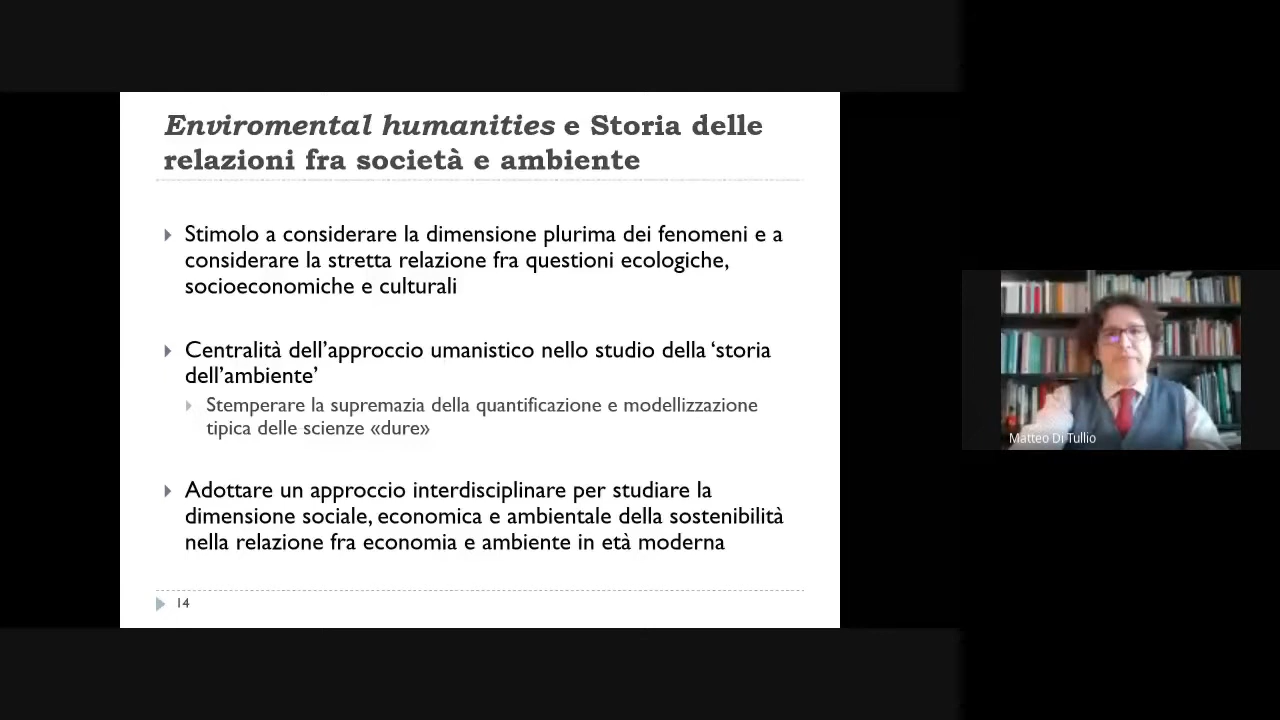 Enviromental humanities e Storia delle
relazioni fra società e ambiente
Stimolo a considerare la dimensione plurima dei fenomeni e a
considerare la stretta relazione fra questioni ecologiche,
socioeconomiche e culturali
Centralità dell’approccio umanistico nello studio della ‘storia
dell’ambiente’
Stemperare la supremazia della quantificazione e modellizzazione
tipica delle scienze «dure»
Adottare un approccio interdisciplinare per studiare la
dimensione sociale, economica e ambientale della sostenibilità
nella relazione fra economia e ambiente in età moderna
14
Matteo Di Tullio